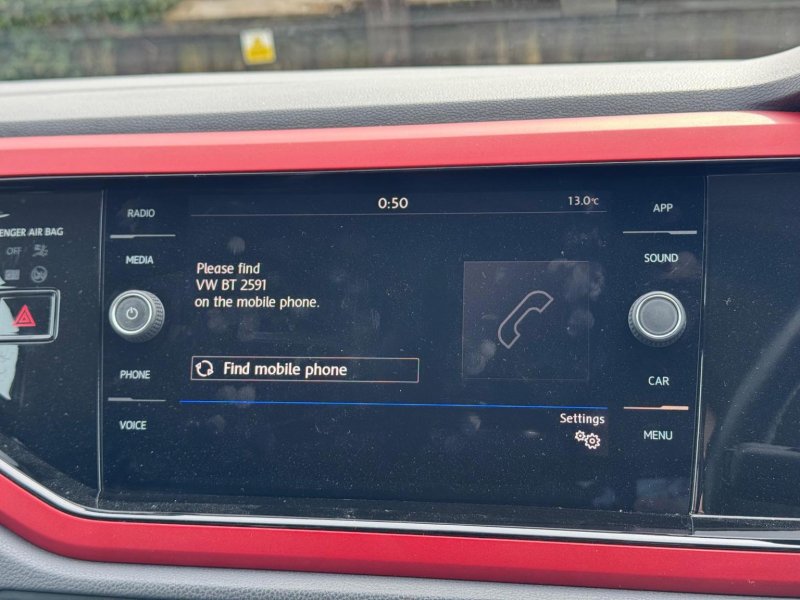 0:50
13.0°C
RADIO
MEDIA
PHONE
VOICE
ENGER AIR BAG
OFF
Please find
VW BT 2591
on the mobile phone.
Find mobile phone
Settings
APP
SOUND
CAR
MENU